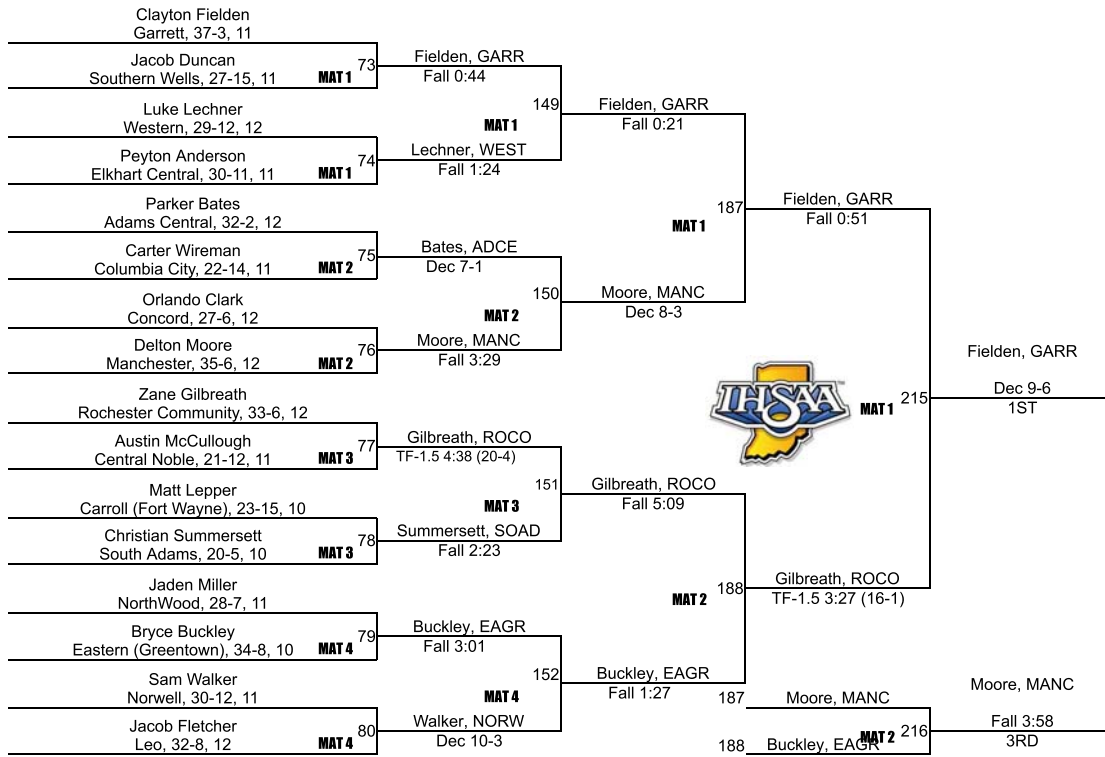 Clayton Fielden
Garrett, 37-3, 11
Jacob Duncan
Southern Wells, 27-15, 11
MAT 1
73
Luke Lechner
Western, 29-12, 12
Peyton Anderson
Elkhart Central, 30-11, 11
MAT 1
74
Parker Bates
Adams Central, 32-2, 12
Carter Wireman
Columbia City, 22-14, 11
MAT 2
75
Orlando Clark
Concord, 27-6, 12
Delton Moore
Manchester, 35-6, 12
MAT 2
76
Zane Gilbreath
Rochester Community, 33-6, 12
Austin McCullough
Central Noble, 21-12, 11
MAT 3
77
Matt Lepper
Carroll (Fort Wayne), 23-15, 10
Christian Summersett
South Adams, 20-5, 10
MAT 3
78
Jaden Miller
NorthWood, 28-7, 11
Bryce Buckley
Eastern (Greentown), 34-8, 10
MAT 4
79
Sam Walker
Norwell, 30-12, 11
Jacob Fletcher
Leo, 32-8, 12
MAT 4
80
Fielden, GARR
Fall 0:44
149
MAT 1
Lechner, WEST
Fall 1:24
Bates, ADCE
Dec 7-1
150
MAT 2
Moore, MANC
Fall 3:29
Gilbreath, ROCO
TF-1.5 4:38 (20-4)
151
MAT 3
Summersett, SOAD
Fall 2:23
Buckley, EAGR
Fall 3:01
152
MAT 4
Walker, NORW
Dec 10-3
Fielden, GARR
Fall 0:21
187
MAT 1
Moore, MANC
Dec 8-3
Gilbreath, ROCO
Fall 5:09
188
MAT 2
Buckley, EAGR
Fall 1:27
Fielden, GARR
Fall 0:51
IHSAA
MAT 1
215
Gilbreath, ROCO
TF-1.5 3:27 (16-1)
Fielden, GARR
Dec 9-6
1ST
187
Moore, MANC
188
Buckley, EAGR
MAT 2
216
Moore, MANC
Fall 3:58
3RD